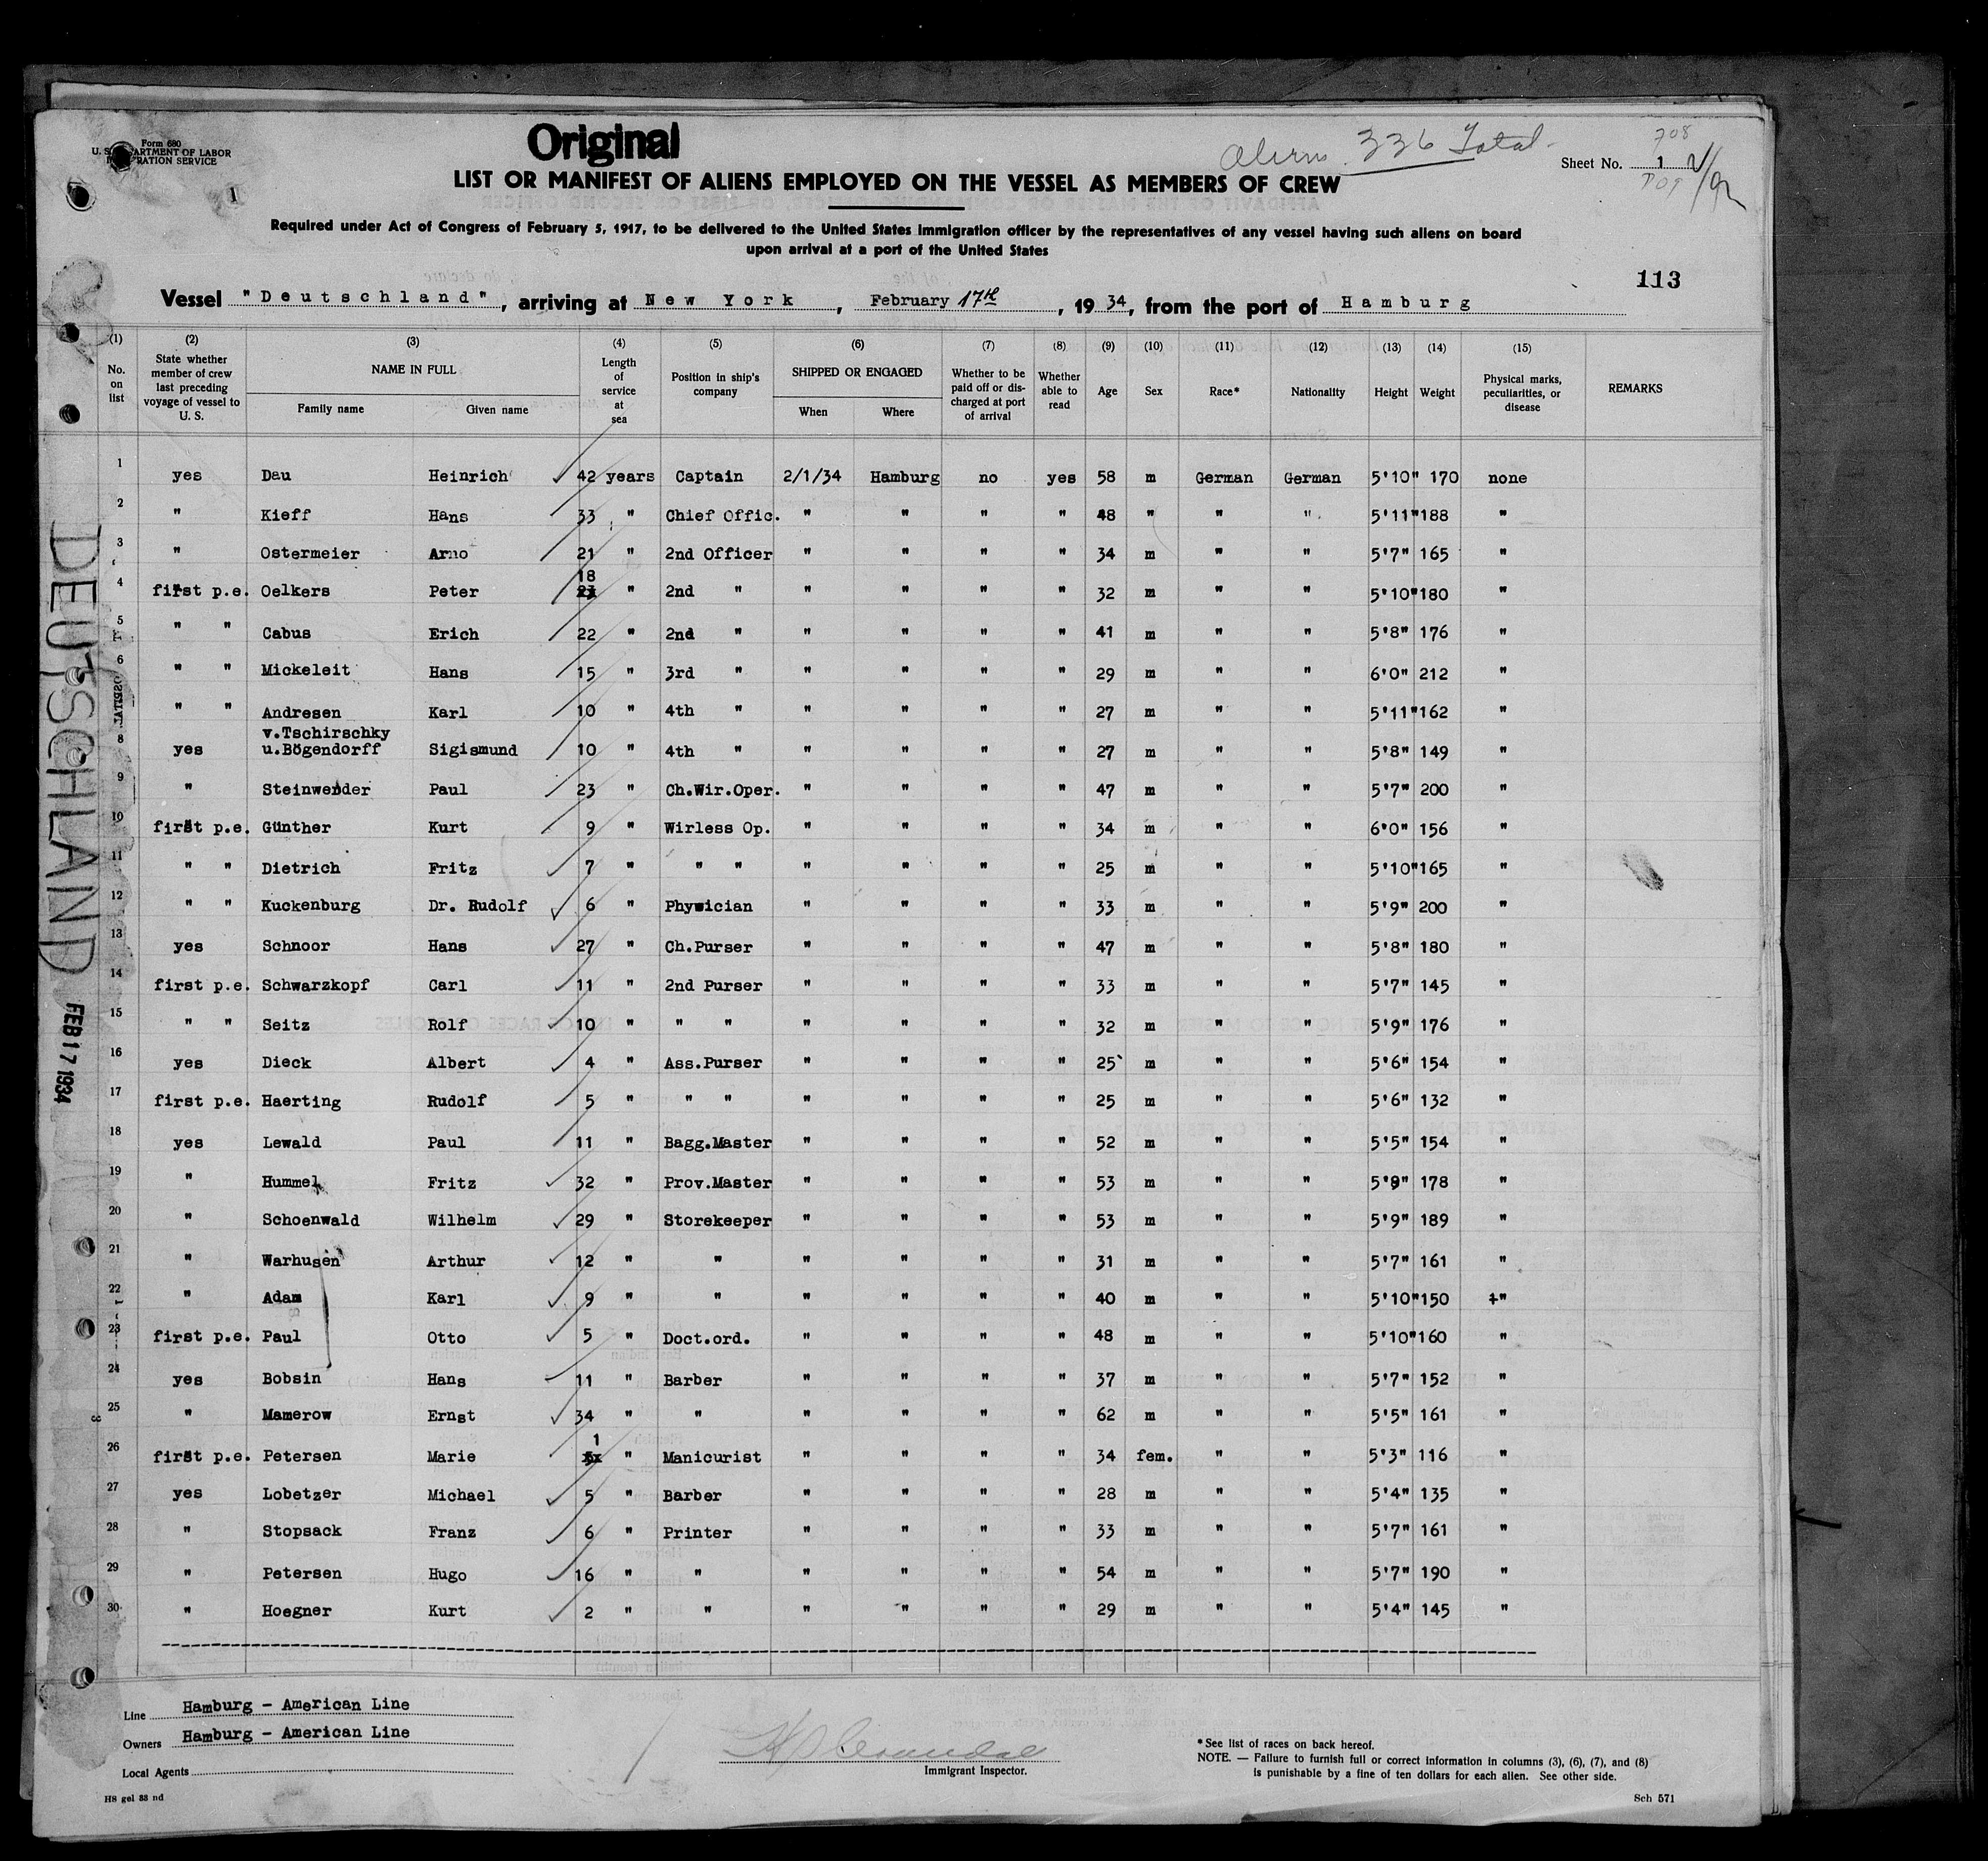 Form 680
U. S. DEPARTMENT OF LABOR
IMMIGRATION SERVICE
1
Original
Aliens 336 Total
708
Sheet No. 1
709
LIST OR MANIFEST OF ALIENS EMPLOYED ON THE VESSEL AS MEMBERS OF CREW
Required under Act of Congress of February 5, 1917, to be delivered to the United States immigration officer by the representatives of any vessel having such aliens on board
upon arrival at a port of the United States
113
Vessel "Deutschland", arriving at New York, February 17th, 1934, from the port of Hamburg
(1) (2) (3) (4) (5) (6) (7) (8) (9) (10) (11) (12) (13) (14) (15)
No. on list State whether member of crew last preceding voyage of vessel to U. S. NAME IN FULL Family name Given name Length of service at sea Position in ship's company SHIPPED OR ENGAGED When Where Whether to be paid off or discharged at port of arrival Whether able to read Age Sex Race* Nationality Height Weight Physical marks, peculiarities, or disease REMARKS
1 yes Dau Heinrich 42 years Captain 2/1/34 Hamburg no yes 58 m German German 5'10" 170 none
2 " Kieff Hans 33 " Chief Offic. " " " " 48 " " " 5'11" 188 "
3 " Ostermeier Arno 21 " 2nd Officer " " " " 34 m " " 5'7" 165 "
4 first p.e. Oelkers Peter 18 " 2nd " " " " " 32 m " " 5'10" 180 "
5 " " Cabus Erich 22 " 2nd " " " " " 41 m " " 5'8" 176 "
6 " " Mickeleit Hans 15 " 3rd " " " " " 29 m " " 6'0" 212 "
" " Andresen Karl 10 " 4th " " " " " 27 m " " 5'11" 162 "
8 yes v.Tschirschky u.Bögendorff Sigismund 10 " 4th " " " " " 27 m " " 5'8" 149 "
9 " Steinwender Paul 23 " Ch.Wir.Oper. " " " " 47 m " " 5'7" 200 "
10 first p.e. Günther Kurt 9 " Wirless Op. " " " " 34 m " " 6'0" 156 "
11 " " Dietrich Fritz 7 " " " " " " " 25 m " " 5'10" 165 "
12 " " Kuckenburg Dr. Rudolf 6 " Physician " " " " 33 m " " 5'9" 200 "
13 yes Schnoor Hans 27 " Ch.Purser " " " " 47 m " " 5'8" 180 "
14 first p.e. Schwarzkopf Carl 11 " 2nd Purser " " " " 33 m " " 5'7" 145 "
15 " " Seitz Rolf 10 " " " " " " " 32 m " " 5'9" 176 "
16 yes Dieck Albert 4 " Ass.Purser " " " " 25 m " " 5'6" 154 "
17 first p.e. Haerting Rudolf 5 " " " " " " " 25 m " " 5'6" 132 "
18 yes Lewald Paul 11 " Bagg.Master " " " " 52 m " " 5'5" 154 "
19 " Hummel Fritz 32 " Prov.Master " " " " 53 m " " 5'9" 178 "
20 " Schoenwald Wilhelm 29 " Storekeeper " " " " 53 m " " 5'9" 189 "
21 " Warhusen Arthur 12 " " " " " " 31 m " " 5'7" 161 "
22 " Adam Karl 9 " " " " " " 40 m " " 5'10" 150 "
23 first p.e. Paul Otto 5 " Doct.ord. " " " " 48 m " " 5'10" 160 "
24 yes Bobsin Hans 11 " Barber " " " " 37 m " " 5'7" 152 "
25 " Mamerow Ernst 34 " " " " " " 62 m " " 5'5" 161 "
26 first p.e. Petersen Marie 1 " Manicurist " " " " 34 fem. " " 5'3" 116 "
27 yes Lobetzer Michael 5 " Barber " " " " 28 m " " 5'4" 135 "
28 " Stopsack Franz 6 " Printer " " " " 33 m " " 5'7" 161 "
29 " Petersen Hugo 16 " " " " " " 54 m " " 5'7" 190 "
30 " Hoegner Kurt 2 " " " " " " 29 m " " 5'4" 145 "
DEUTSCHLAND
FEB 17 1934
Line Hamburg - American Line
Owners Hamburg - American Line
Local Agents
Immigrant Inspector.
*See list of races on back hereof.
NOTE. — Failure to furnish full or correct information in columns (3), (6), (7), and (8)
is punishable by a fine of ten dollars for each alien. See other side.
H8 gel 33 nd
Sch 571